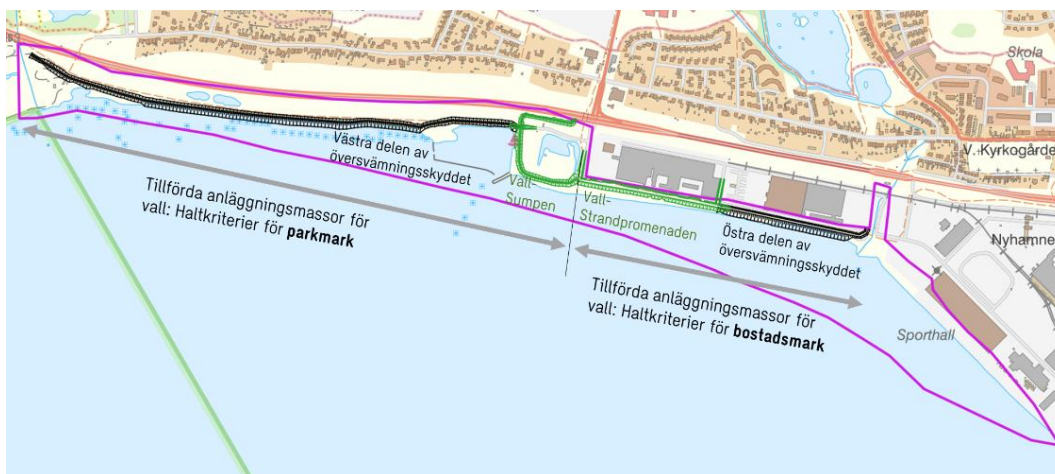 Skola
V. Kyrkogårde
Västra delen av
översvämningsskyddet
Vall-
Sumpen
Vall-
Strandpromenaden
Östra delen av
översvämningsskyddet
Nyhamne
Tillförda anläggningsmassor för
vall: Haltkriterier för parkmark
Tillförda anläggningsmassor för
vall: Haltkriterier för bostadsmark
Sporthall